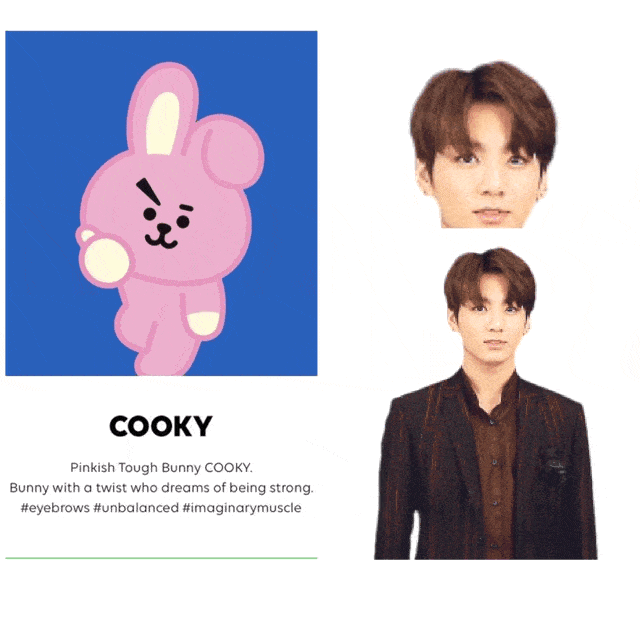 COOKY
Pinkish Tough Bunny COOKY.
Bunny with a twist who dreams of being strong.
#eyebrows #unbalanced #imaginarymuscle